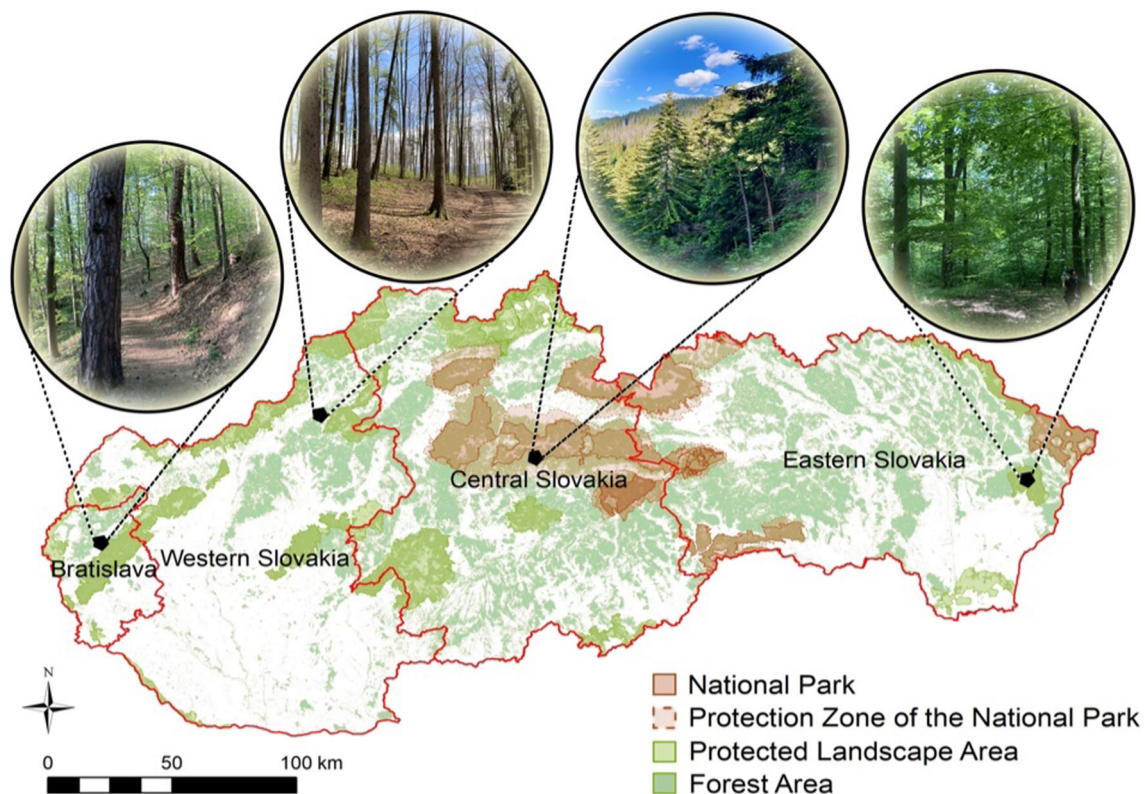 Eastern Slovakia
Central Slovakia
Western Slovakia
Bratislava
N
National Park
Protection Zone of the National Park
Protected Landscape Area
Forest Area
0 50 100 km